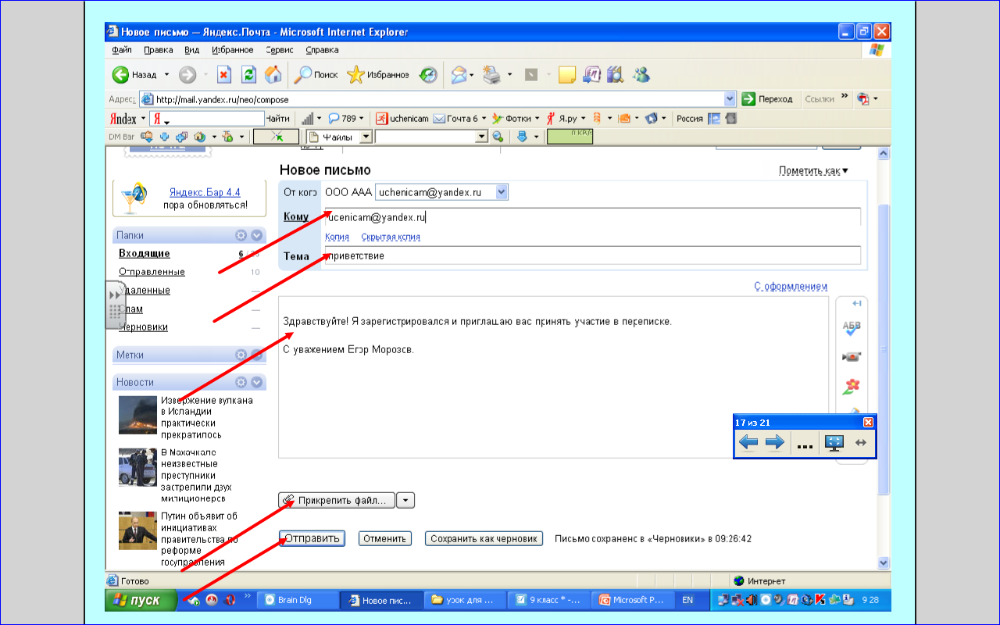 Новое письмо — Яндекс.Почта - Microsoft Internet Explorer
Файл Правка Вид Избранное Сервис Справка
Назад Поиск Избранное
Адрес: http://mail.yandex.ru/neo/compose Переход Ссылки »
Яndex Я Найти 789 uchenicam Почта 6 Фотки Я.ру Россия
DM Bar Файлы 0 KB/s
Новое письмо Пометить как
От кого ООО ААА uchenicam@yandex.ru
Кому ucenicam@yandex.ru
Копия Скрытая копия
Тема приветствие
С оформлением
Здравствуйте! Я зарегистрировался и приглашаю вас принять участие в переписке.
С уважением Егор Морозов.
АБВ
Прикрепить файл...
Отправить Отменить Сохранить как черновик Письмо сохранено в «Черновики» в 09:26:42
Яндекс.Бар 4.4
пора обновляться!
Папки
Входящие 6
Отправленные 10
Удаленные —
Спам —
Черновики —
Метки
Новости
Извержение вулкана
в Исландии
практически
прекратилось
В Махачкале
неизвестные
преступники
застрелили двух
милиционеров
Путин объявит об
инициативах
правительства по
реформе
госуправления
17 из 21
...
Готово Интернет
пуск » Brain Dlg Новое пис... урок для ... 9 класс * -... Microsoft P... EN 9 28